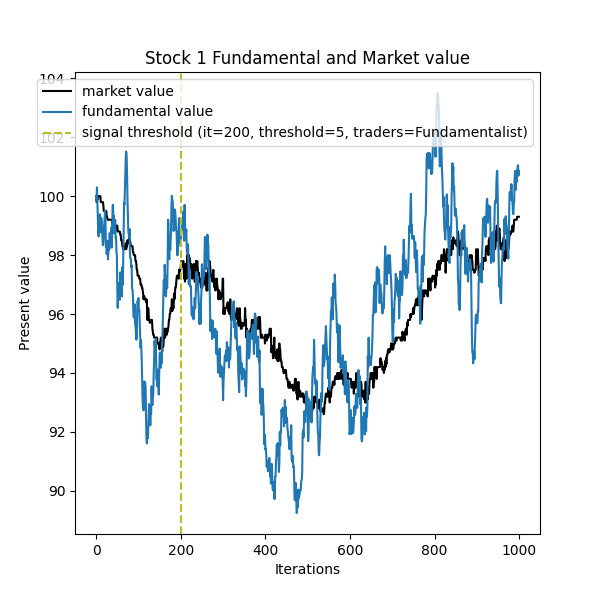 Stock 1 Fundamental and Market value
market value
fundamental value
signal threshold (it=200, threshold=5, traders=Fundamentalist)
104
102
100
98
96
94
92
90
Present value
0 200 400 600 800 1000
Iterations